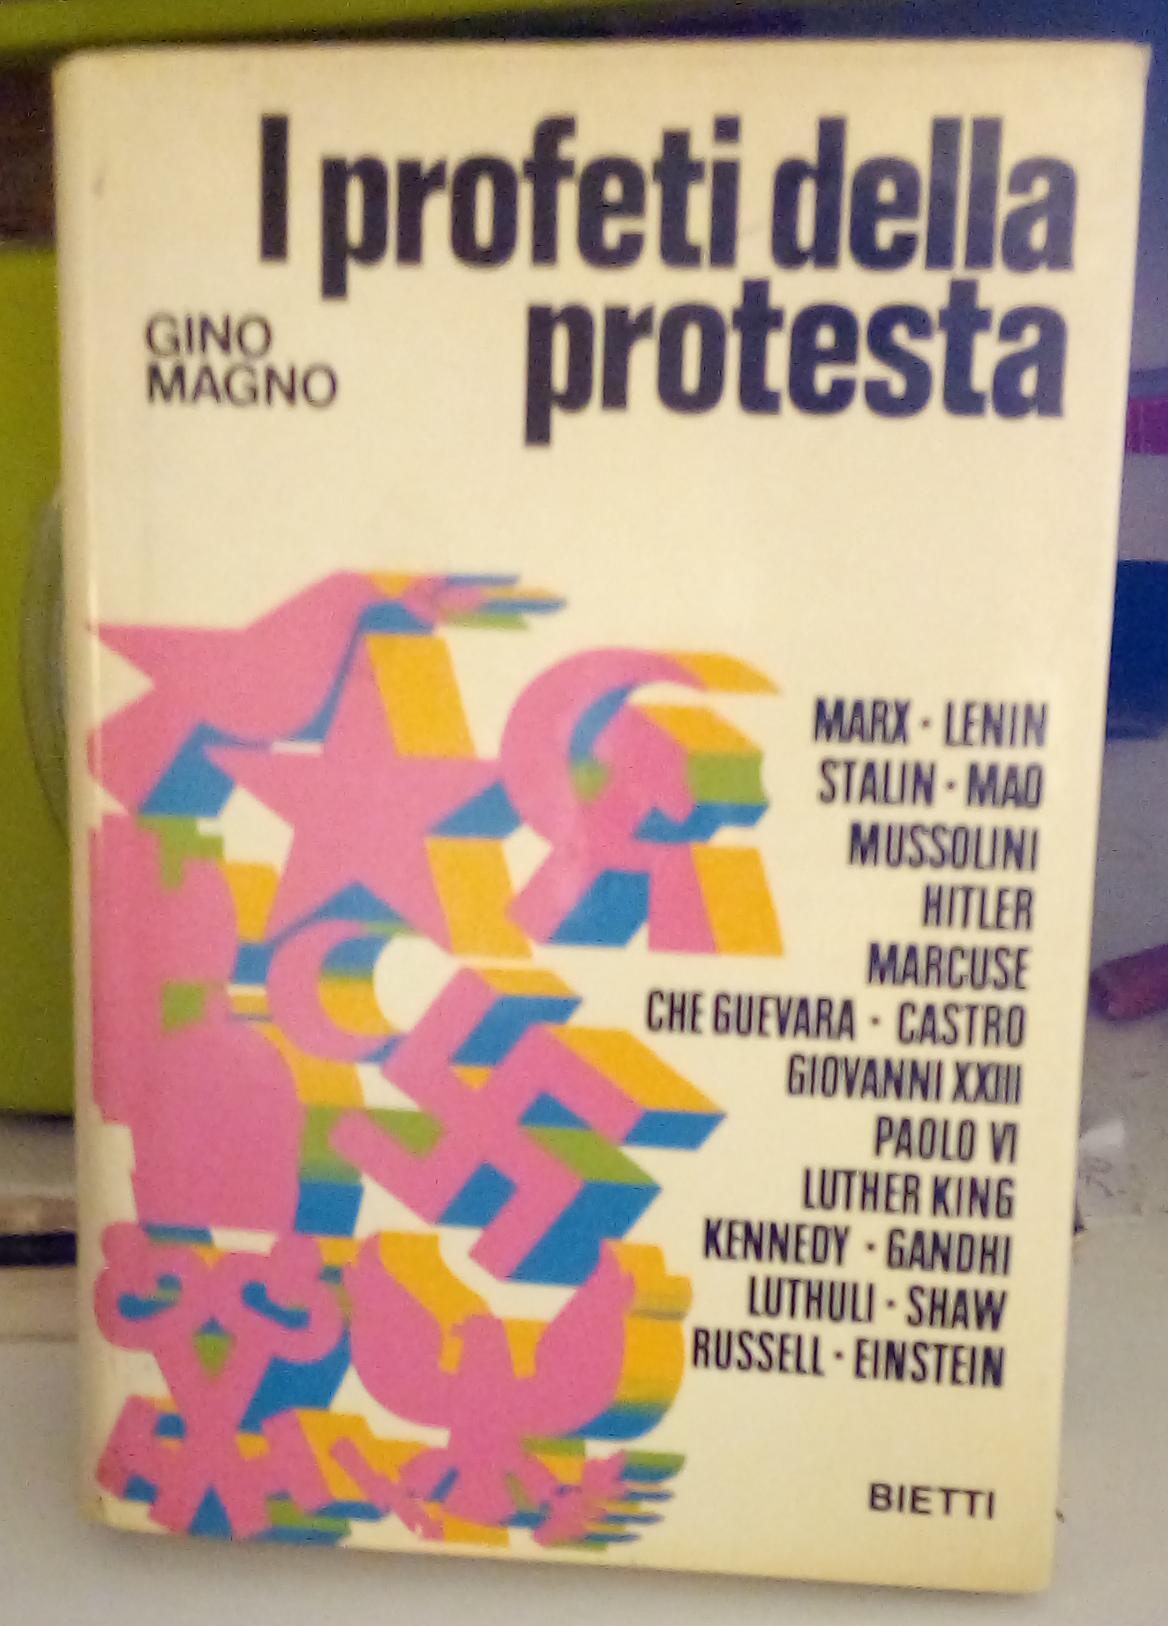 I profeti della
protesta
GINO
MAGNO
MARX · LENIN
STALIN · MAO
MUSSOLINI
HITLER
MARCUSE
CHE GUEVARA · CASTRO
GIOVANNI XXIII
PAOLO VI
LUTHER KING
KENNEDY · GANDHI
LUTHULI · SHAW
RUSSELL · EINSTEIN
BIETTI